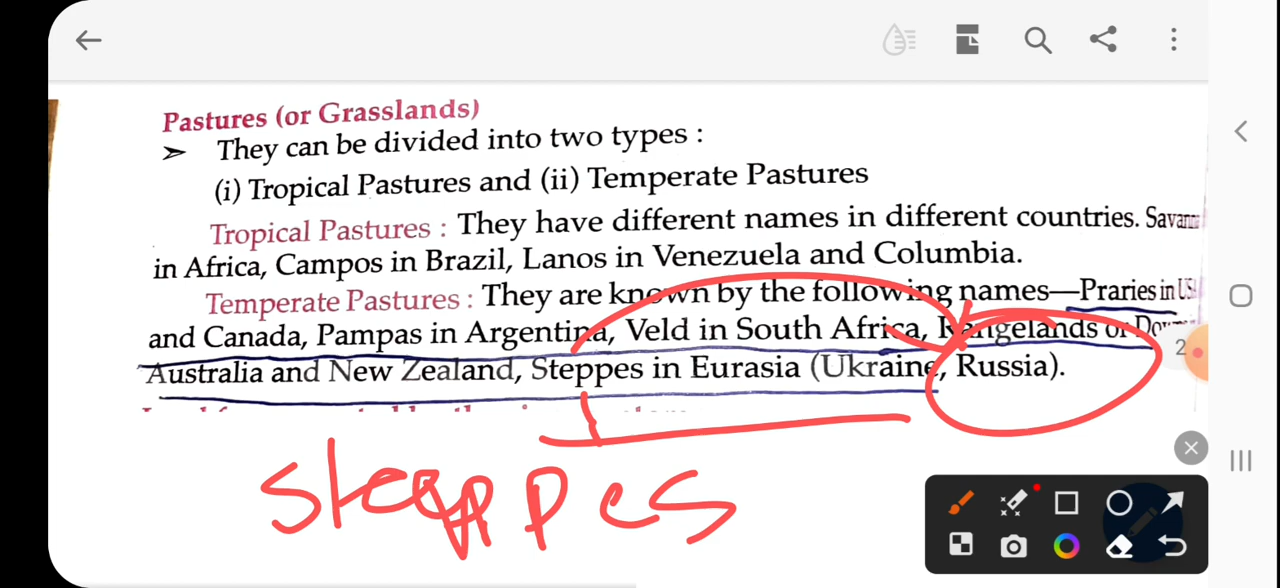 Pastures (or Grasslands)
➢ They can be divided into two types :
(i) Tropical Pastures and (ii) Temperate Pastures
Tropical Pastures : They have different names in different countries.
in Africa, Campos in Brazil, Lanos in Venezuela and Columbia.
Temperate Pastures : They are known by the following names—Praries in
and Canada, Pampas in Argentina, Veld in South Africa, Rangelands or
Australia and New Zealand, Steppes in Eurasia (Ukraine, Russia).
2
steppes